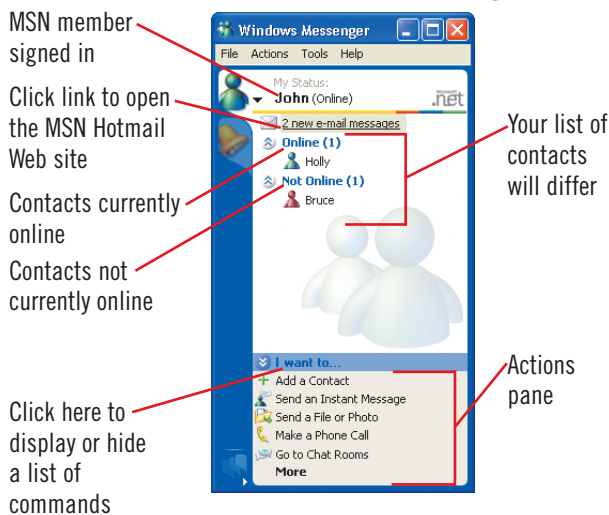 MSN member
signed in
Click link to open
the MSN Hotmail
Web site
Contacts currently
online
Contacts not
currently online
Click here to
display or hide
a list of
commands
Windows Messenger
File Actions Tools Help
My Status:
John (Online)
.net
2 new e-mail messages
Online (1)
Holly
Not Online (1)
Bruce
I want to...
Add a Contact
Send an Instant Message
Send a File or Photo
Make a Phone Call
Go to Chat Rooms
More
Your list of
contacts
will differ
Actions
pane